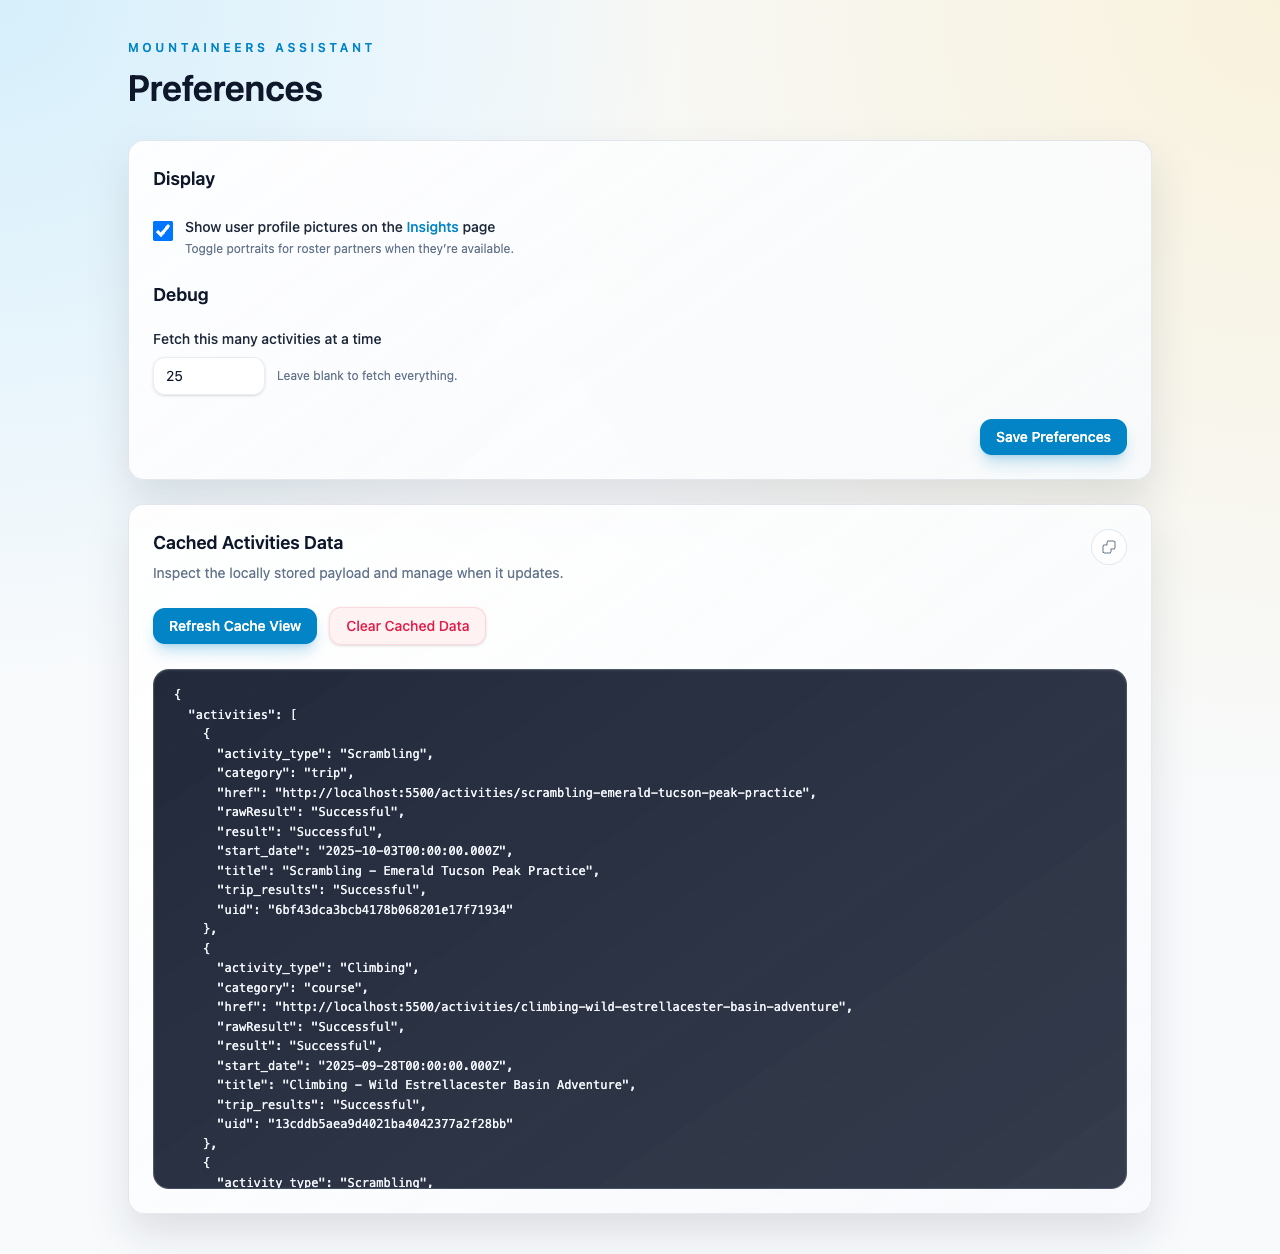 MOUNTAINEERS ASSISTANT
Preferences
Display
Show user profile pictures on the Insights page
Toggle portraits for roster partners when they’re available.
Debug
Fetch this many activities at a time
25
Leave blank to fetch everything.
Save Preferences
Cached Activities Data
Inspect the locally stored payload and manage when it updates.
Refresh Cache View
Clear Cached Data
{
  "activities": [
    {
      "activity_type": "Scrambling",
      "category": "trip",
      "href": "http://localhost:5500/activities/scrambling-emerald-tucson-peak-practice",
      "rawResult": "Successful",
      "result": "Successful",
      "start_date": "2025-10-03T00:00:00.000Z",
      "title": "Scrambling - Emerald Tucson Peak Practice",
      "trip_results": "Successful",
      "uid": "6bf43dca3bcb4178b068201e17f71934"
    },
    {
      "activity_type": "Climbing",
      "category": "course",
      "href": "http://localhost:5500/activities/climbing-wild-estrellacester-basin-adventure",
      "rawResult": "Successful",
      "result": "Successful",
      "start_date": "2025-09-28T00:00:00.000Z",
      "title": "Climbing - Wild Estrellacester Basin Adventure",
      "trip_results": "Successful",
      "uid": "13cddb5aea9d4021ba4042377a2f28bb"
    },
    {
      "activity_type": "Scrambling",